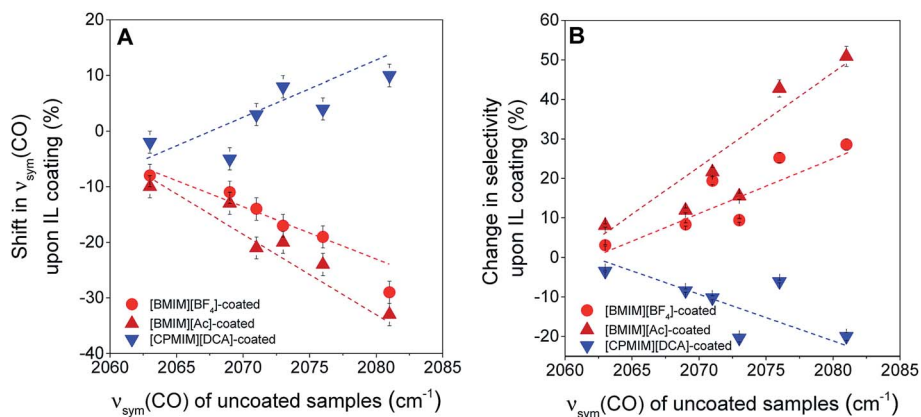 A
Shift in νsym(CO)
upon IL coating (%)
20
10
0
-10
-20
-30
-40
[BMIM][BF4]-coated
[BMIM][Ac]-coated
[CPMIM][DCA]-coated
2060 2065 2070 2075 2080 2085
νsym(CO) of uncoated samples (cm-1)
B
Change in selectivity
upon IL coating (%)
60
50
40
30
20
10
0
-10
-20
[BMIM][BF4]-coated
[BMIM][Ac]-coated
[CPMIM][DCA]-coated
2060 2065 2070 2075 2080 2085
νsym(CO) of uncoated samples (cm-1)